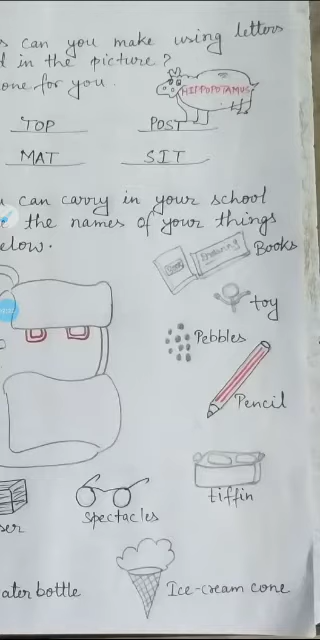 s can you make using letters
d in the picture?
one for you.
HIPPOPOTAMUS
TOP POST
MAT SIT
u can carry in your school
the names of your things
elow.
Drawing Books
toy
Pebbles
Pencil
tiffin
ser spectacles
ater bottle Ice-cream cone